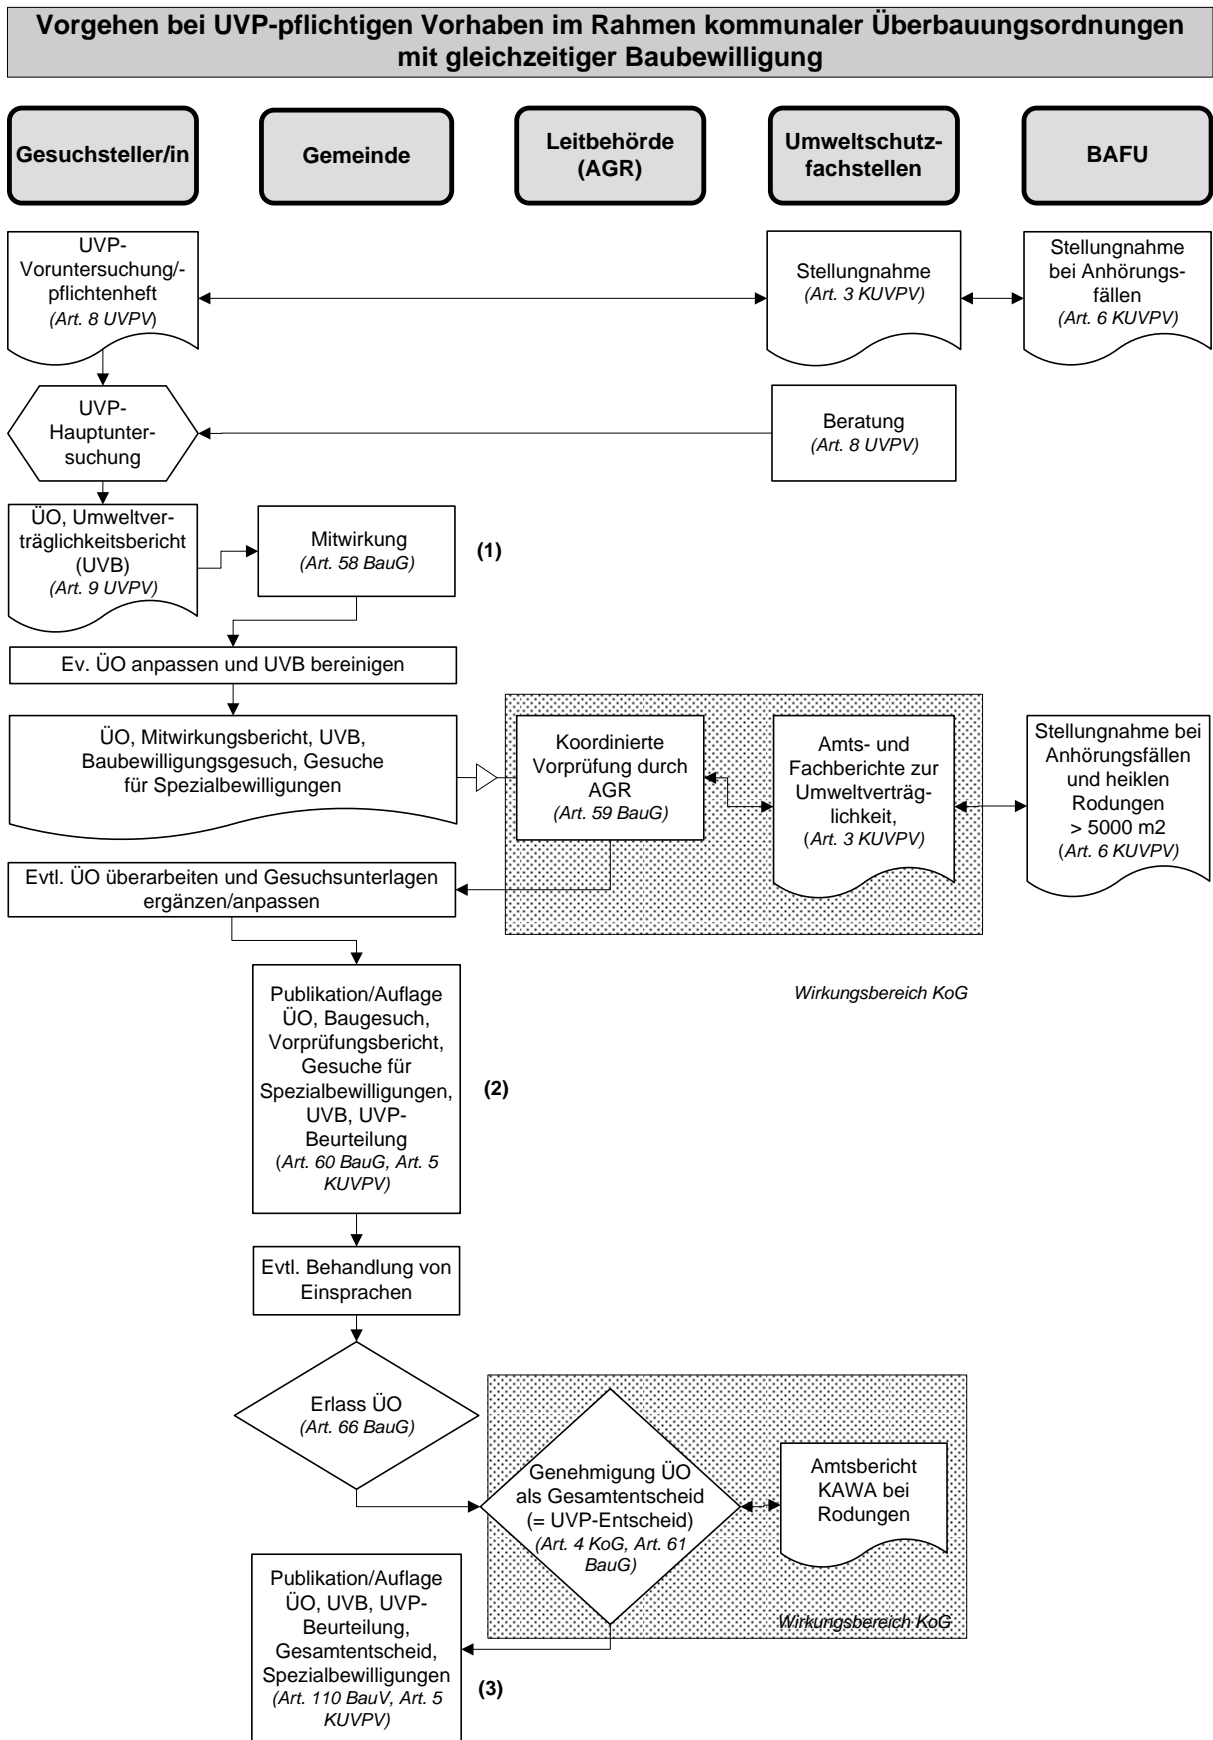 Vorgehen bei UVP-pflichtigen Vorhaben im Rahmen kommunaler Überbauungsordnungen
mit gleichzeitiger Baubewilligung
Gesuchsteller/in
Gemeinde
Leitbehörde
(AGR)
Umweltschutz-
fachstellen
BAFU
UVP-
Voruntersuchung/-
pflichtenheft
(Art. 8 UVPV)
Stellungnahme
(Art. 3 KUVPV)
Stellungnahme
bei Anhörungs-
fällen
(Art. 6 KUVPV)
UVP-
Hauptunter-
suchung
Beratung
(Art. 8 UVPV)
ÜO, Umweltver-
träglichkeitsbericht
(UVB)
(Art. 9 UVPV)
Mitwirkung
(Art. 58 BauG)
(1)
Ev. ÜO anpassen und UVB bereinigen
ÜO, Mitwirkungsbericht, UVB,
Baubewilligungsgesuch, Gesuche
für Spezialbewilligungen
Koordinierte
Vorprüfung durch
AGR
(Art. 59 BauG)
Amts- und
Fachberichte zur
Umweltverträg-
lichkeit,
(Art. 3 KUVPV)
Stellungnahme bei
Anhörungsfällen
und heiklen
Rodungen
> 5000 m2
(Art. 6 KUVPV)
Evtl. ÜO überarbeiten und Gesuchsunterlagen
ergänzen/anpassen
Wirkungsbereich KoG
Publikation/Auflage
ÜO, Baugesuch,
Vorprüfungsbericht,
Gesuche für
Spezialbewilligungen,
UVB, UVP-
Beurteilung
(Art. 60 BauG, Art. 5
KUVPV)
(2)
Evtl. Behandlung von
Einsprachen
Erlass ÜO
(Art. 66 BauG)
Genehmigung ÜO
als Gesamtentscheid
(= UVP-Entscheid)
(Art. 4 KoG, Art. 61
BauG)
Amtsbericht
KAWA bei
Rodungen
Wirkungsbereich KoG
Publikation/Auflage
ÜO, UVB, UVP-
Beurteilung,
Gesamtentscheid,
Spezialbewilligungen
(Art. 110 BauV, Art. 5
KUVPV)
(3)